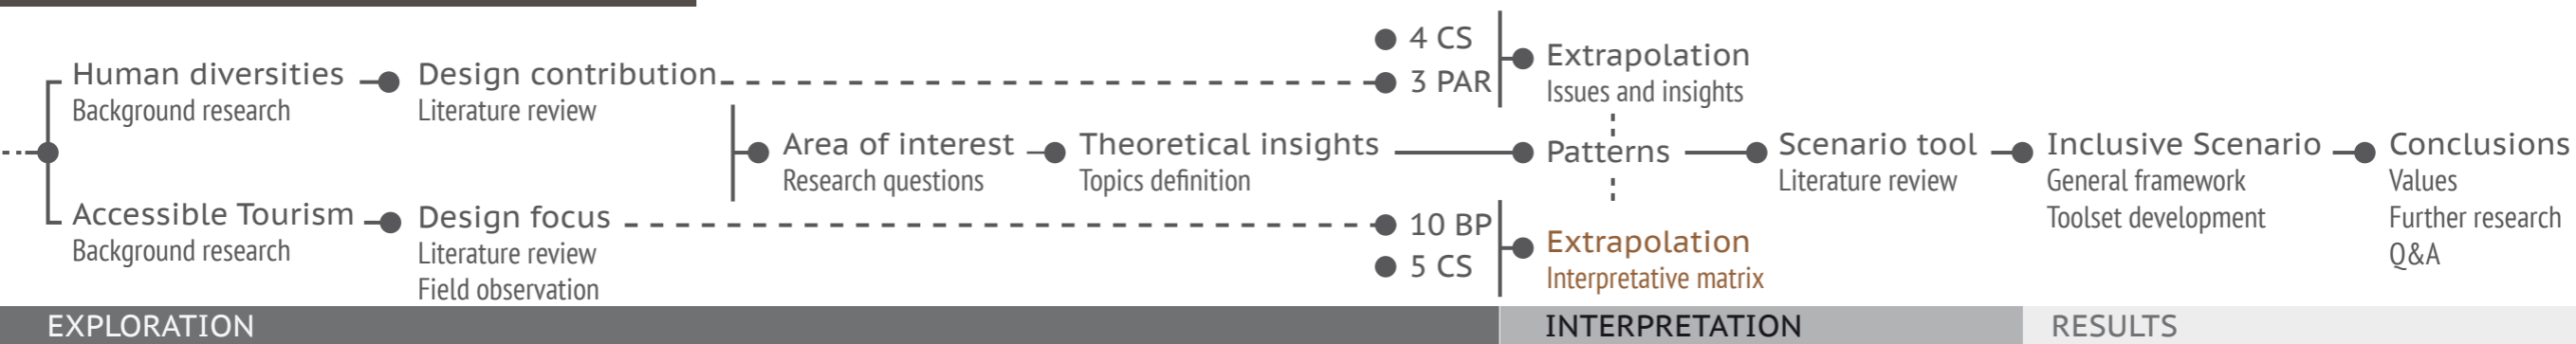 Human diversities
Background research
Accessible Tourism
Background research
Design contribution
Literature review
Design focus
Literature review
Field observation
Area of interest
Research questions
Theoretical insights
Topics definition
4 CS
3 PAR
10 BP
5 CS
Extrapolation
Issues and insights
Patterns
Extrapolation
Interpretative matrix
Scenario tool
Literature review
Inclusive Scenario
General framework
Toolset development
Conclusions
Values
Further research
Q&A
EXPLORATION
INTERPRETATION
RESULTS